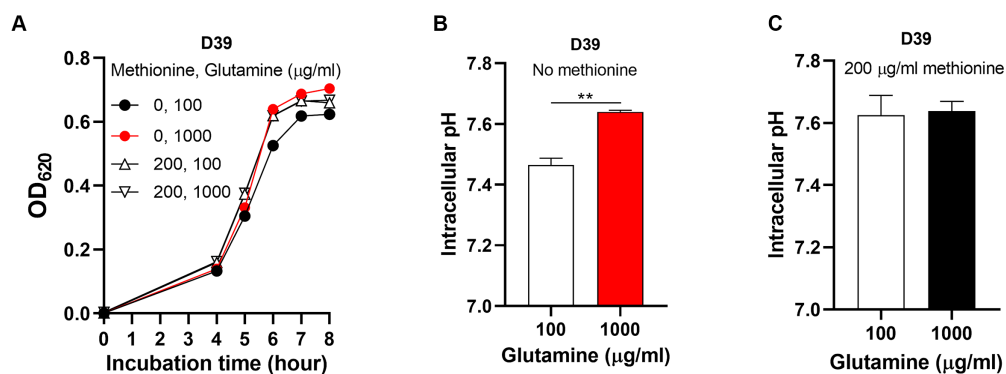 A
D39
Methionine, Glutamine (μg/ml)
0, 100
0, 1000
200, 100
200, 1000
OD620
0.8
0.6
0.4
0.2
0.0
0 1 2 3 4 5 6 7 8
Incubation time (hour)
B
D39
No methionine
**
Intracellular pH
7.8
7.6
7.4
7.2
7.0
100 1000
Glutamine (μg/ml)
C
D39
200 μg/ml methionine
Intracellular pH
7.8
7.6
7.4
7.2
7.0
100 1000
Glutamine (μg/ml)